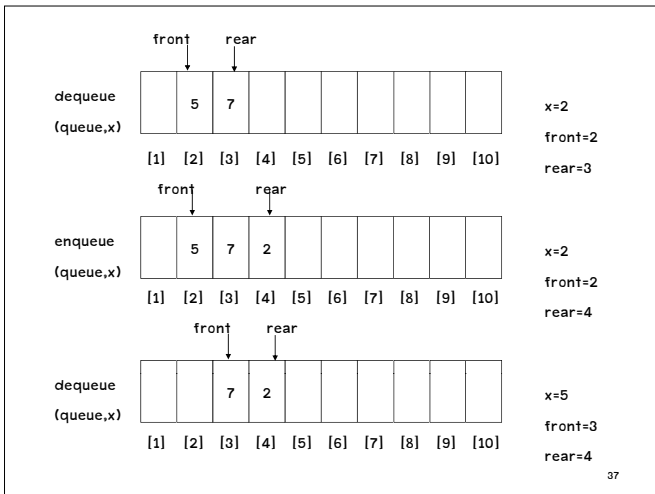 front rear
dequeue
(queue,x)
5 7
x=2
front=2
rear=3
[1] [2] [3] [4] [5] [6] [7] [8] [9] [10]
front rear
enqueue
(queue,x)
5 7 2
x=2
front=2
rear=4
[1] [2] [3] [4] [5] [6] [7] [8] [9] [10]
front rear
dequeue
(queue,x)
7 2
x=5
front=3
rear=4
[1] [2] [3] [4] [5] [6] [7] [8] [9] [10]
37